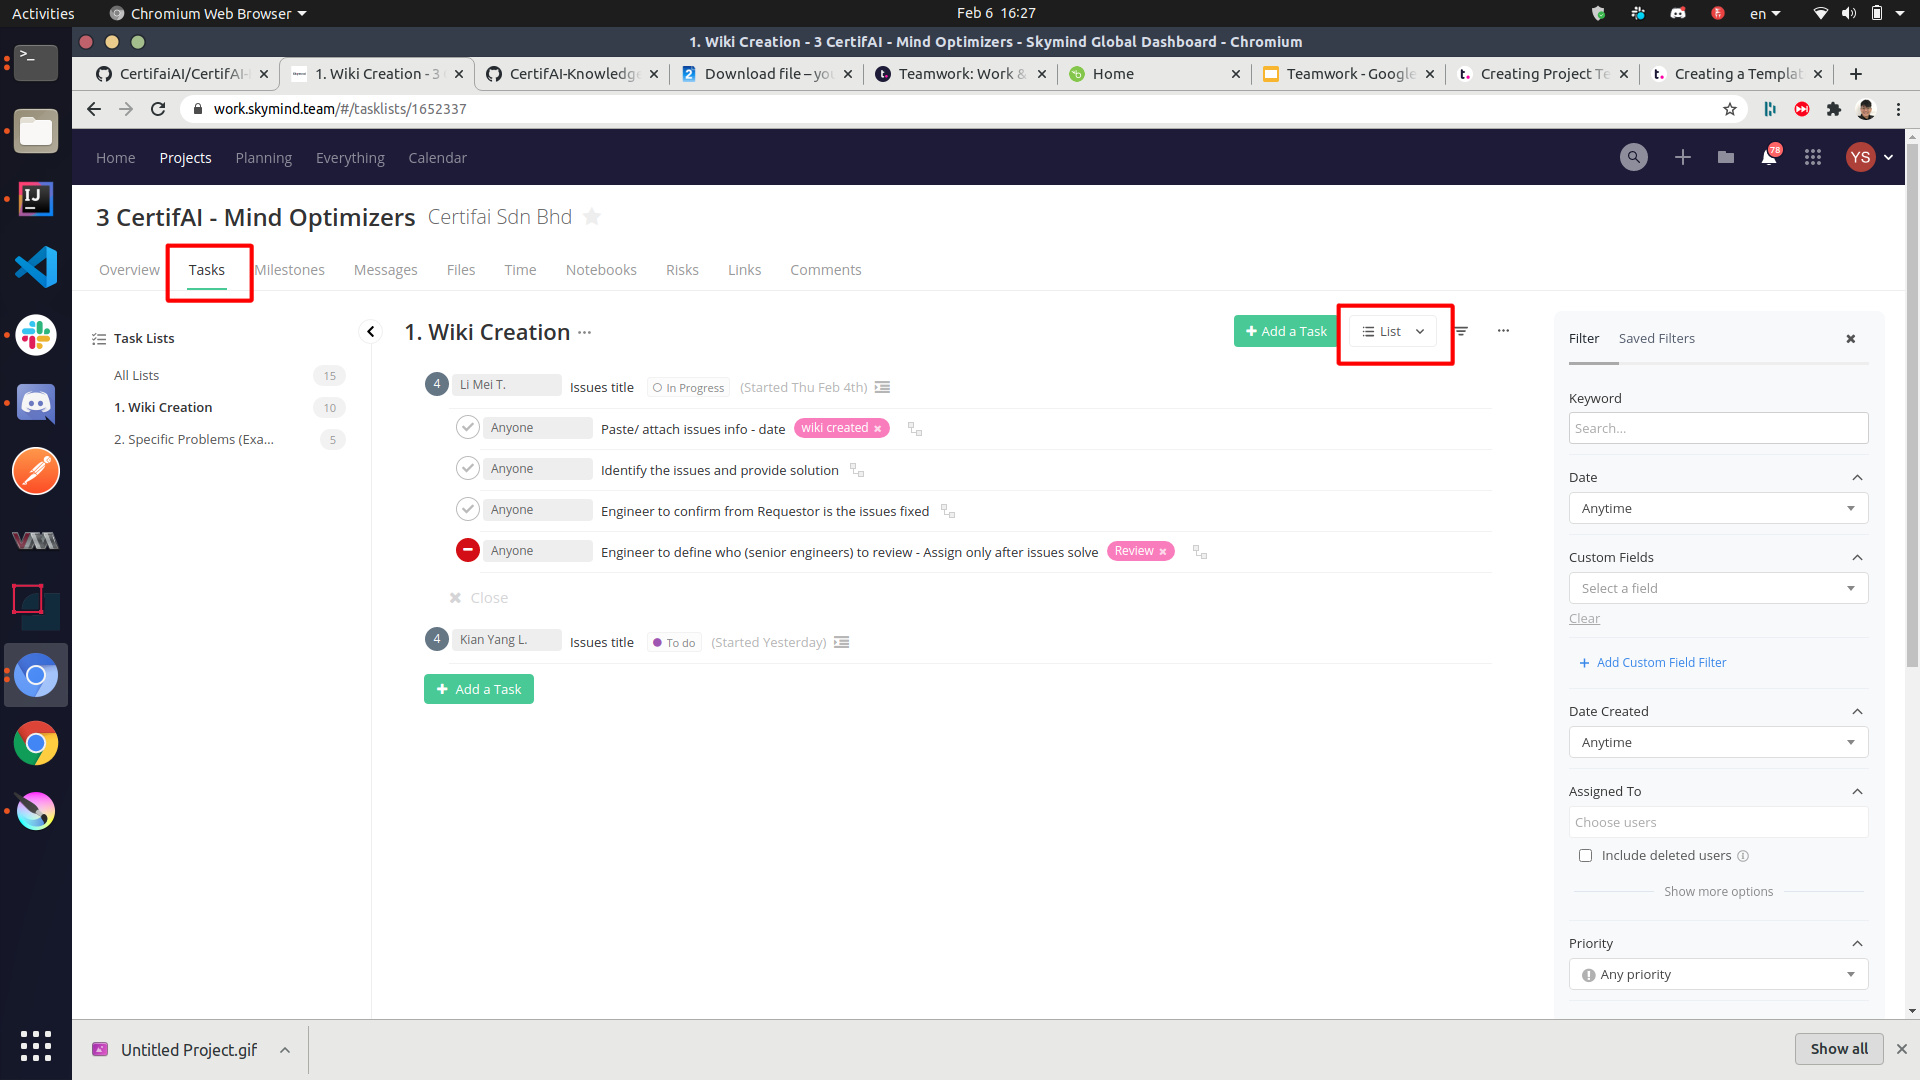 Activities
Chromium Web Browser
Feb 6 16:27
en
1. Wiki Creation - 3 CertifAI - Mind Optimizers - Skymind Global Dashboard - Chromium
CertifaiAI/CertifAI-
1. Wiki Creation - 3
CertifAI-Knowledge
Download file – you
Teamwork: Work &
Home
Teamwork - Google
Creating Project Te
Creating a Templat
work.skymind.team/#/tasklists/1652337
Home
Projects
Planning
Everything
Calendar
78
YS
3 CertifAI - Mind Optimizers
Certifai Sdn Bhd
Overview
Tasks
Milestones
Messages
Files
Time
Notebooks
Risks
Links
Comments
Task Lists
All Lists 15
1. Wiki Creation 10
2. Specific Problems (Exa... 5
1. Wiki Creation ...
Add a Task
List
4 Li Mei T. Issues title In Progress (Started Thu Feb 4th)
Anyone Paste/ attach issues info - date wiki created
Anyone Identify the issues and provide solution
Anyone Engineer to confirm from Requestor is the issues fixed
Anyone Engineer to define who (senior engineers) to review - Assign only after issues solve Review
Close
4 Kian Yang L. Issues title To do (Started Yesterday)
Add a Task
Filter
Saved Filters
Keyword
Search...
Date
Anytime
Custom Fields
Select a field
Clear
+ Add Custom Field Filter
Date Created
Anytime
Assigned To
Choose users
Include deleted users
Show more options
Priority
Any priority
IJ
VM
Untitled Project.gif
Show all